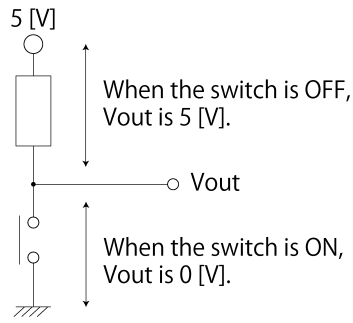 5 [V]
When the switch is OFF,
Vout is 5 [V].
Vout
When the switch is ON,
Vout is 0 [V].